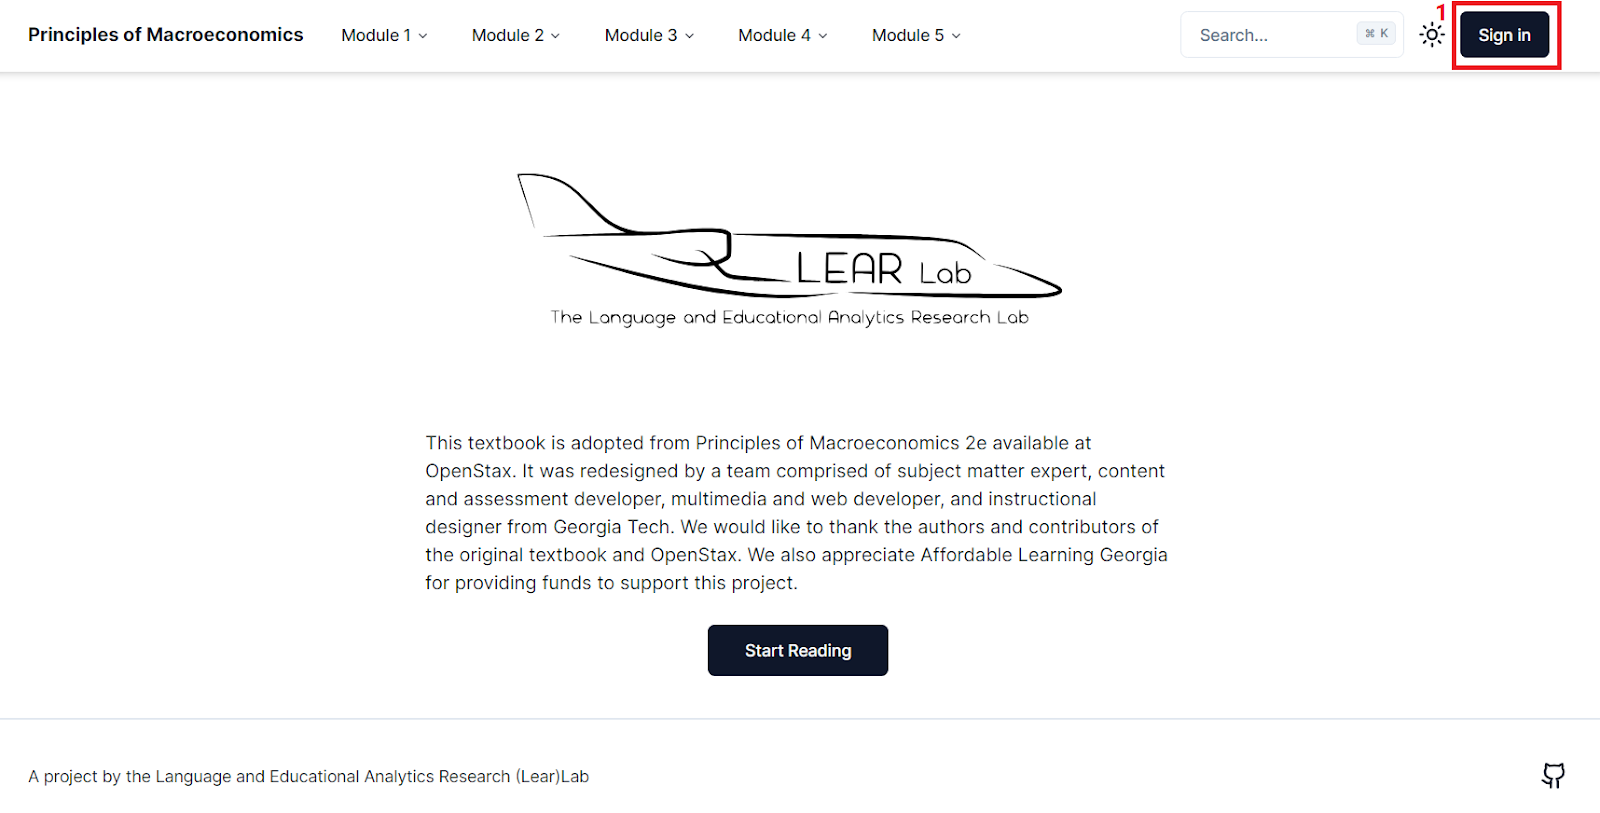 Principles of Macroeconomics Module 1 Module 2 Module 3 Module 4 Module 5 Search... ⌘ K 1 Sign in
LEAR Lab
The Language and Educational Analytics Research Lab
This textbook is adopted from Principles of Macroeconomics 2e available at
OpenStax. It was redesigned by a team comprised of subject matter expert, content
and assessment developer, multimedia and web developer, and instructional
designer from Georgia Tech. We would like to thank the authors and contributors of
the original textbook and OpenStax. We also appreciate Affordable Learning Georgia
for providing funds to support this project.
Start Reading
A project by the Language and Educational Analytics Research (Lear)Lab